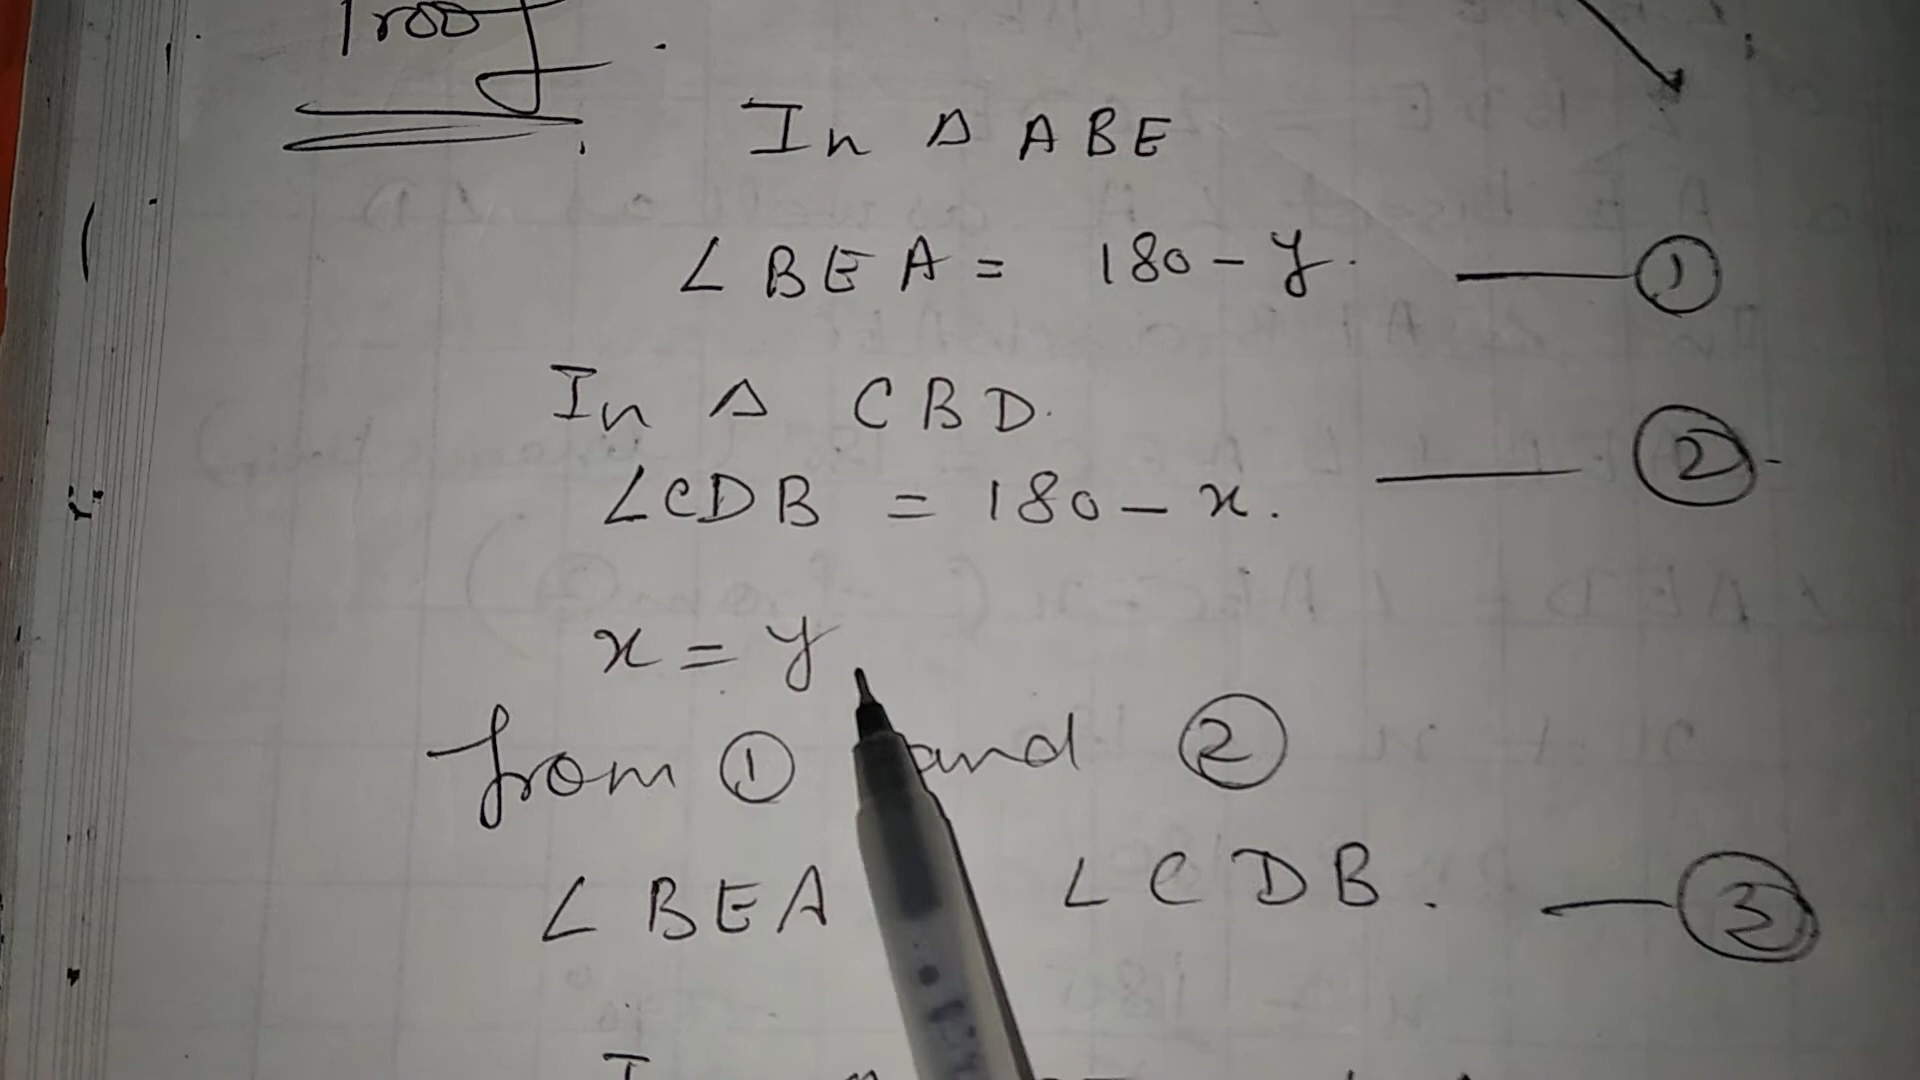 Proof
In Δ ABE
∠BEA = 180 - y. ①
In Δ CBD.
∠CDB = 180 - x. ②
x = y
from ① and ②
∠BEA ∠CDB. ③